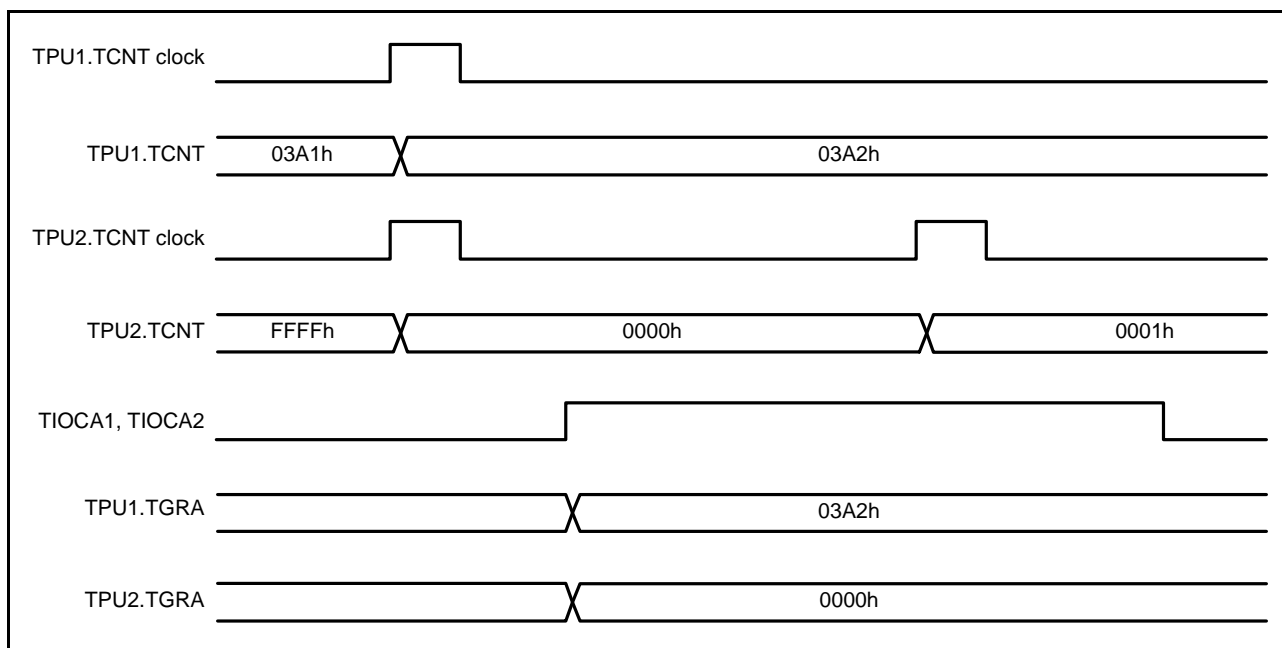 TPU1.TCNT clock
TPU1.TCNT 03A1h 03A2h
TPU2.TCNT clock
TPU2.TCNT FFFFh 0000h 0001h
TIOCA1, TIOCA2
TPU1.TGRA 03A2h
TPU2.TGRA 0000h